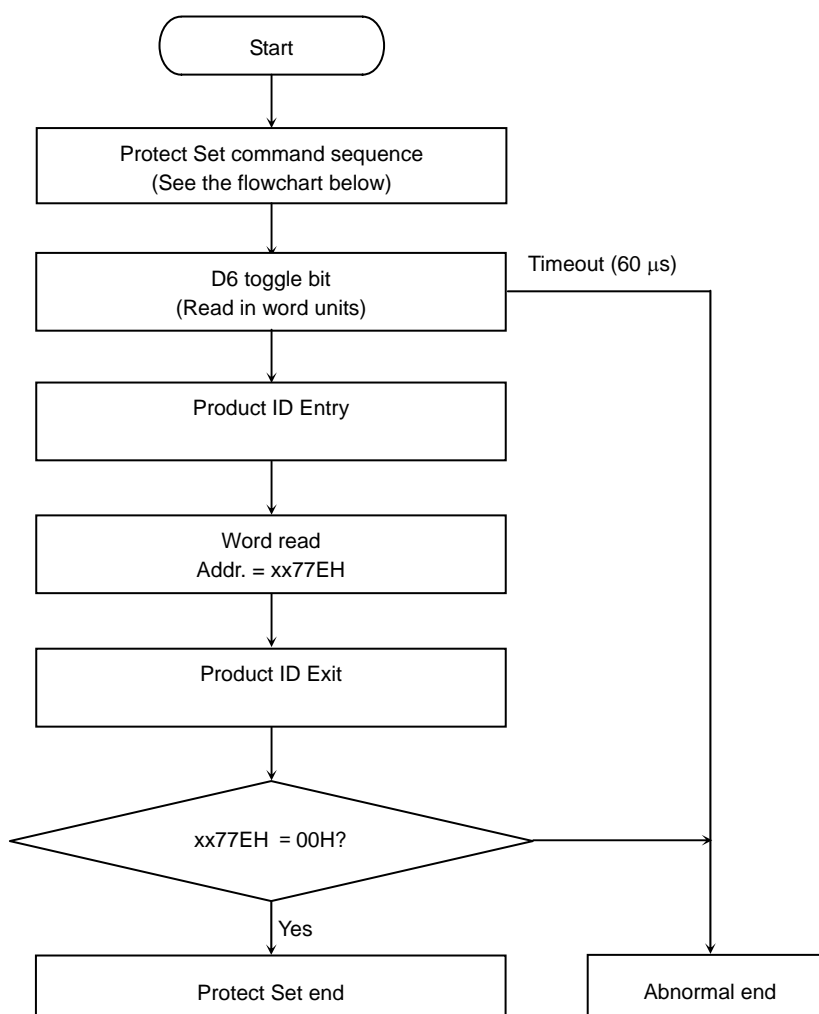 Start
Protect Set command sequence
(See the flowchart below)
D6 toggle bit
(Read in word units)
Timeout (60 μs)
Product ID Entry
Word read
Addr. = xx77EH
Product ID Exit
xx77EH = 00H?
Yes
Protect Set end
Abnormal end